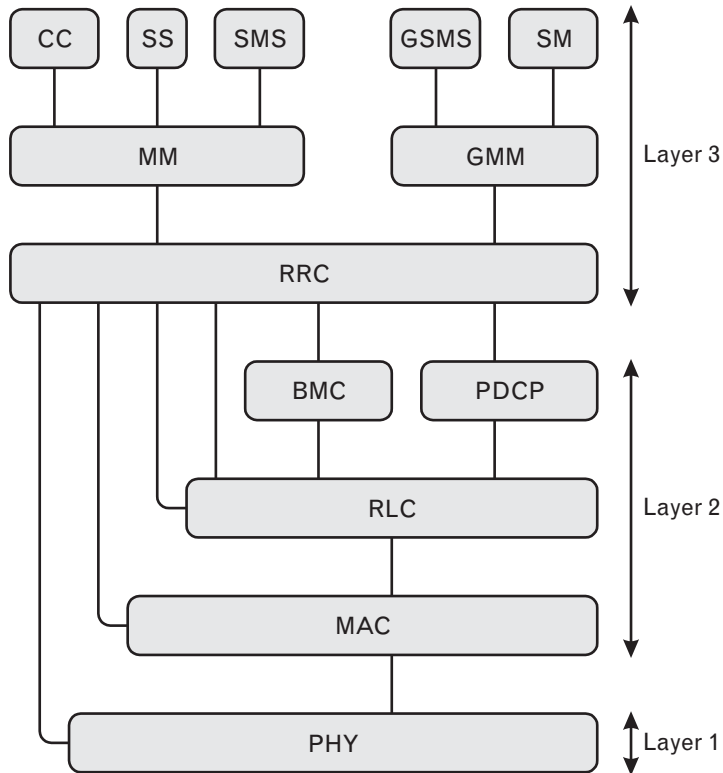 CC SS SMS GSMS SM
MM GMM Layer 3
RRC
BMC PDCP
RLC Layer 2
MAC
PHY Layer 1